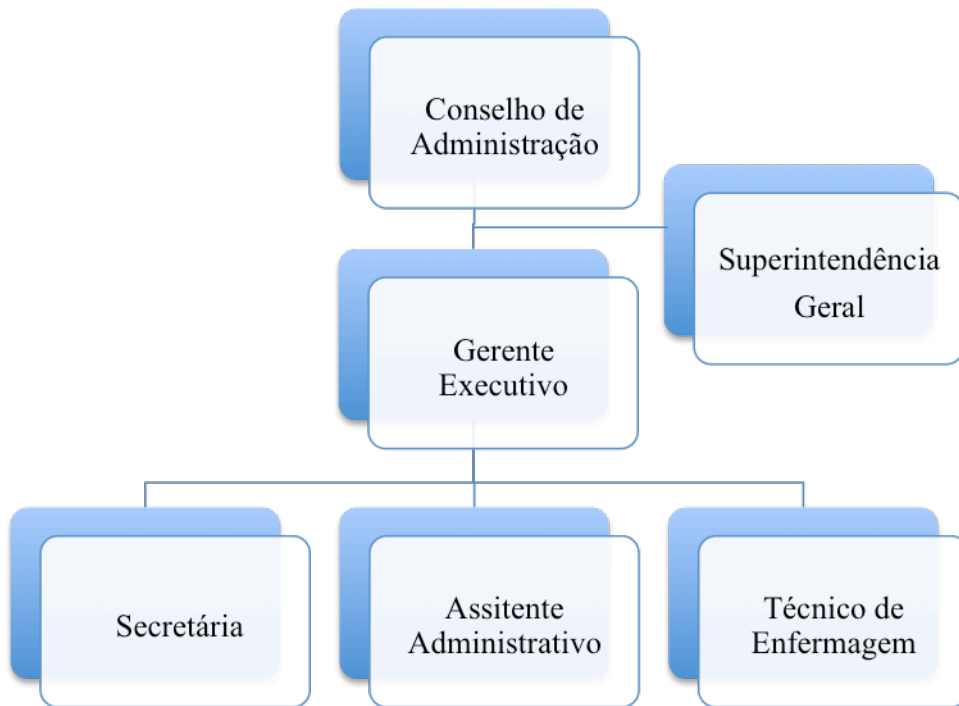 Conselho de
Administração
Superintendência
Geral
Gerente
Executivo
Secretária
Assitente
Administrativo
Técnico de
Enfermagem